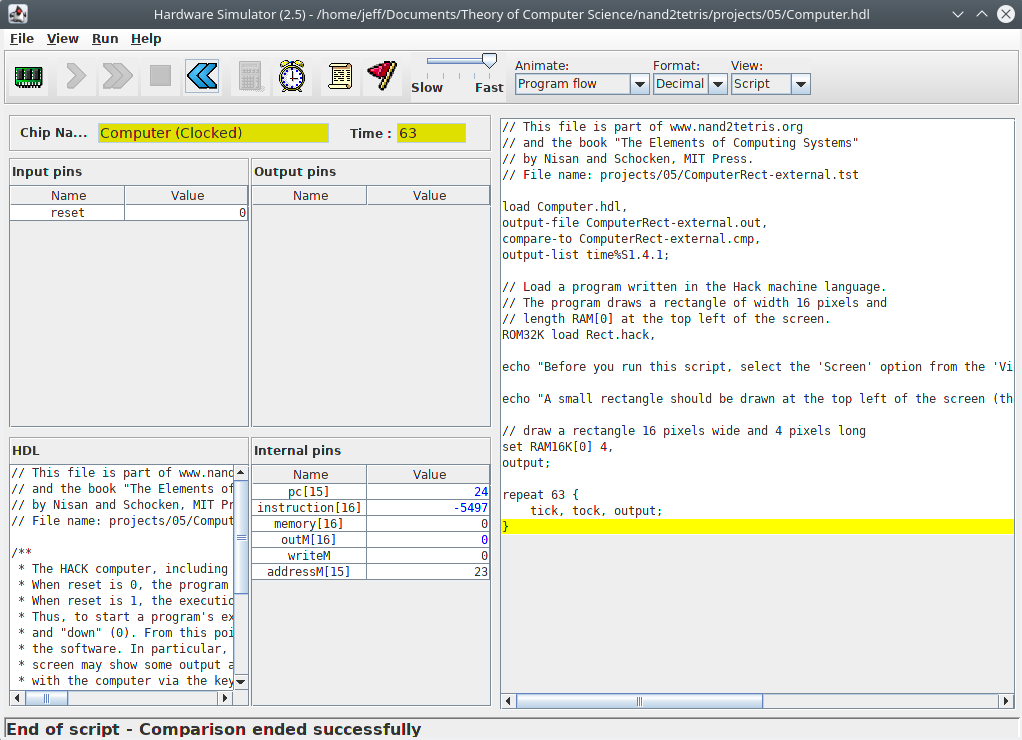 Hardware Simulator (2.5) - /home/jeff/Documents/Theory of Computer Science/nand2tetris/projects/05/Computer.hdl
File View Run Help
Slow Fast
Animate: Format: View:
Program flow Decimal Script
Chip Na... Computer (Clocked) Time : 63
Input pins
Name Value
reset 0
Output pins
Name Value
HDL
// This file is part of www.nand
// and the book "The Elements of
// by Nisan and Schocken, MIT Pr
// File name: projects/05/Comput
/**
* The HACK computer, including
* When reset is 0, the program
* When reset is 1, the executio
* Thus, to start a program's ex
* and "down" (0). From this poi
* the software. In particular,
* screen may show some output a
* with the computer via the key
Internal pins
Name Value
pc[15] 24
instruction[16] -5497
memory[16] 0
outM[16] 0
writeM 0
addressM[15] 23
// This file is part of www.nand2tetris.org
// and the book "The Elements of Computing Systems"
// by Nisan and Schocken, MIT Press.
// File name: projects/05/ComputerRect-external.tst
load Computer.hdl,
output-file ComputerRect-external.out,
compare-to ComputerRect-external.cmp,
output-list time%S1.4.1;
// Load a program written in the Hack machine language.
// The program draws a rectangle of width 16 pixels and
// length RAM[0] at the top left of the screen.
ROM32K load Rect.hack,
echo "Before you run this script, select the 'Screen' option from the 'Vi
echo "A small rectangle should be drawn at the top left of the screen (th
// draw a rectangle 16 pixels wide and 4 pixels long
set RAM16K[0] 4,
output;
repeat 63 {
tick, tock, output;
}
End of script - Comparison ended successfully